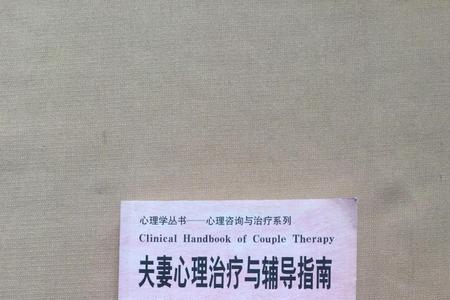 心理学丛书——心理咨询与治疗系列
Clinical Handbook of Couple Therapy
夫妻心理治疗与辅导指南